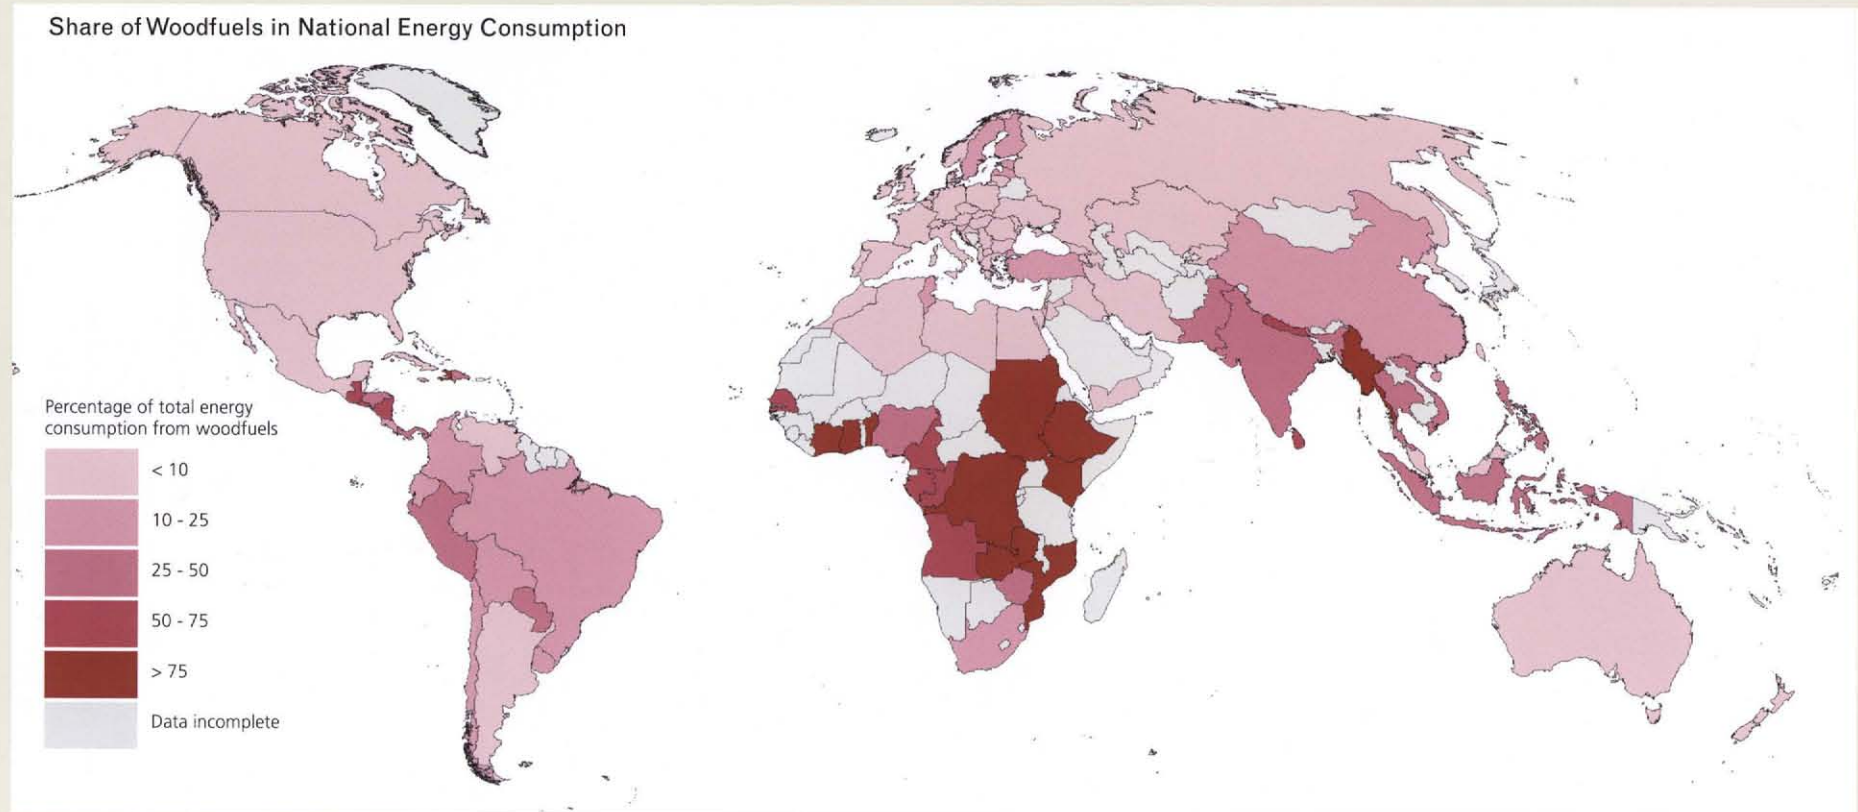 Share of Woodfuels in National Energy Consumption
Percentage of total energy
consumption from woodfuels
< 10
10 - 25
25 - 50
50 - 75
> 75
Data incomplete